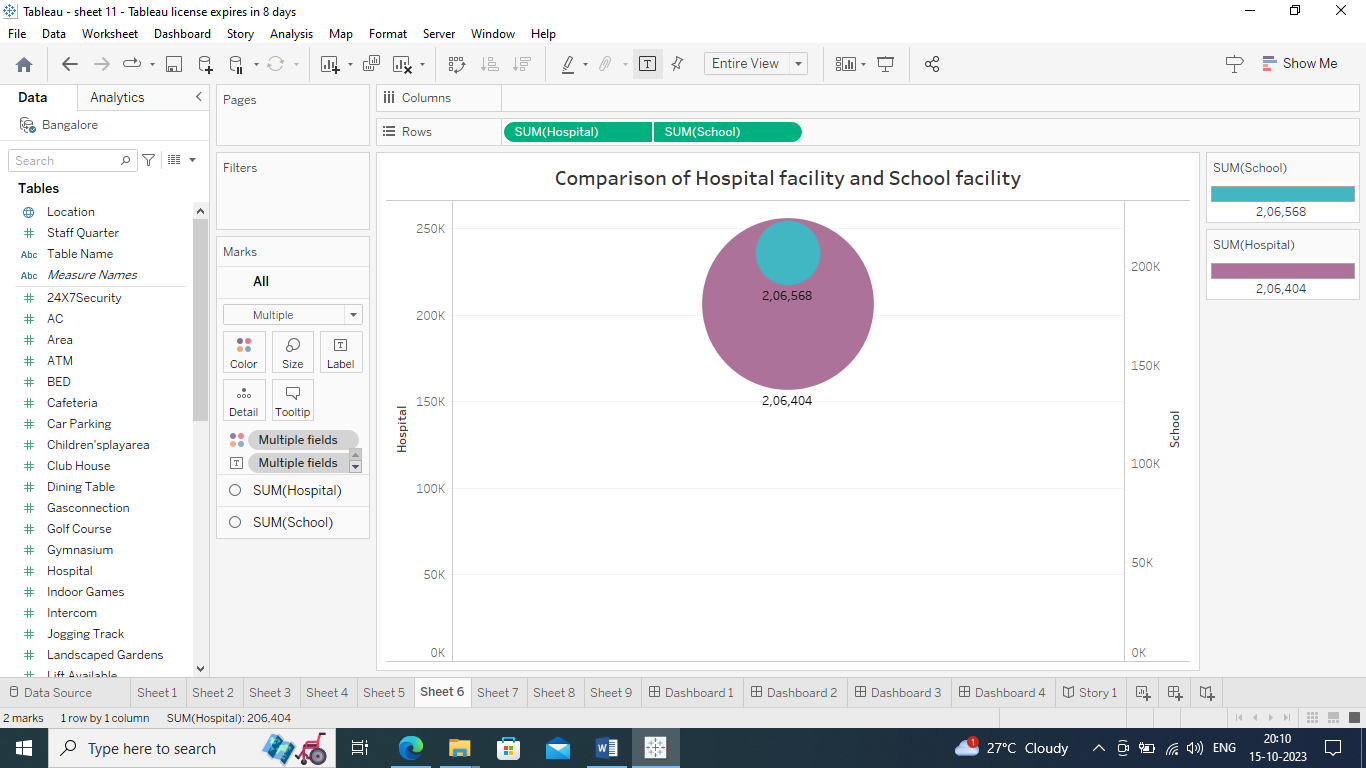 Tableau - sheet 11 - Tableau license expires in 8 days
File Data Worksheet Dashboard Story Analysis Map Format Server Window Help
Entire View
Show Me
Data Analytics
Bangalore
Search
Tables
Location
Staff Quarter
Abc Table Name
Abc Measure Names
24X7Security
AC
Area
ATM
BED
Cafeteria
Car Parking
Children'splayarea
Club House
Dining Table
Gasconnection
Golf Course
Gymnasium
Hospital
Indoor Games
Intercom
Jogging Track
Landscaped Gardens
Lift Available
Pages
Filters
Marks
All
Multiple
Color Size Label
Detail Tooltip
Multiple fields
Multiple fields
SUM(Hospital)
SUM(School)
Columns
Rows SUM(Hospital) SUM(School)
Comparison of Hospital facility and School facility
250K
200K
150K
100K
50K
0K
Hospital
2,06,568
2,06,404
200K
150K
100K
50K
0K
School
SUM(School)
2,06,568
SUM(Hospital)
2,06,404
Data Source Sheet 1 Sheet 2 Sheet 3 Sheet 4 Sheet 5 Sheet 6 Sheet 7 Sheet 8 Sheet 9 Dashboard 1 Dashboard 2 Dashboard 3 Dashboard 4 Story 1
2 marks 1 row by 1 column SUM(Hospital): 206,404
Type here to search
1
27°C Cloudy
ENG
20:10
15-10-2023